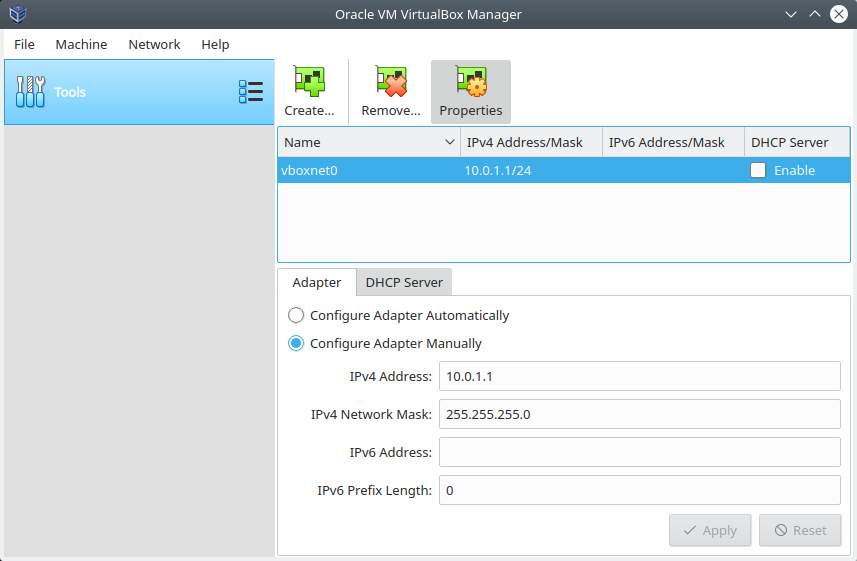 Oracle VM VirtualBox Manager
File Machine Network Help
Tools
Create... Remove... Properties
Name IPv4 Address/Mask IPv6 Address/Mask DHCP Server
vboxnet0 10.0.1.1/24 Enable
Adapter DHCP Server
Configure Adapter Automatically
Configure Adapter Manually
IPv4 Address: 10.0.1.1
IPv4 Network Mask: 255.255.255.0
IPv6 Address:
IPv6 Prefix Length: 0
Apply Reset